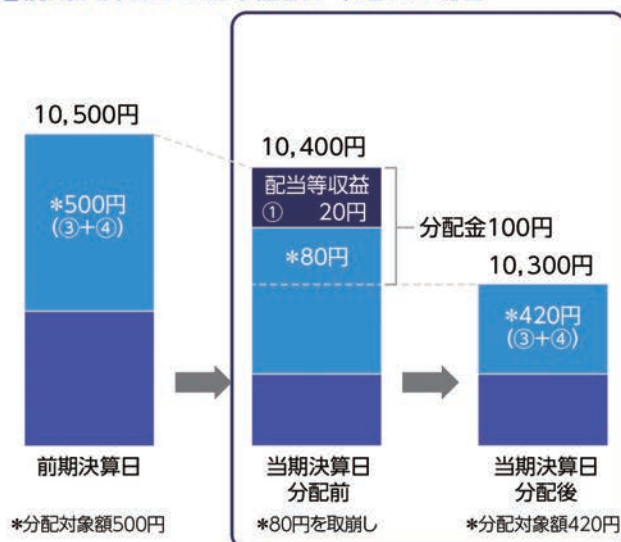 10,500円
*500円
(③+④)
前期決算日
*分配対象額500円
10,400円
配当等収益
① 20円
*80円
分配金100円
当期決算日
分配前
*80円を取崩し
10,300円
*420円
(③+④)
当期決算日
分配後
*分配対象額420円